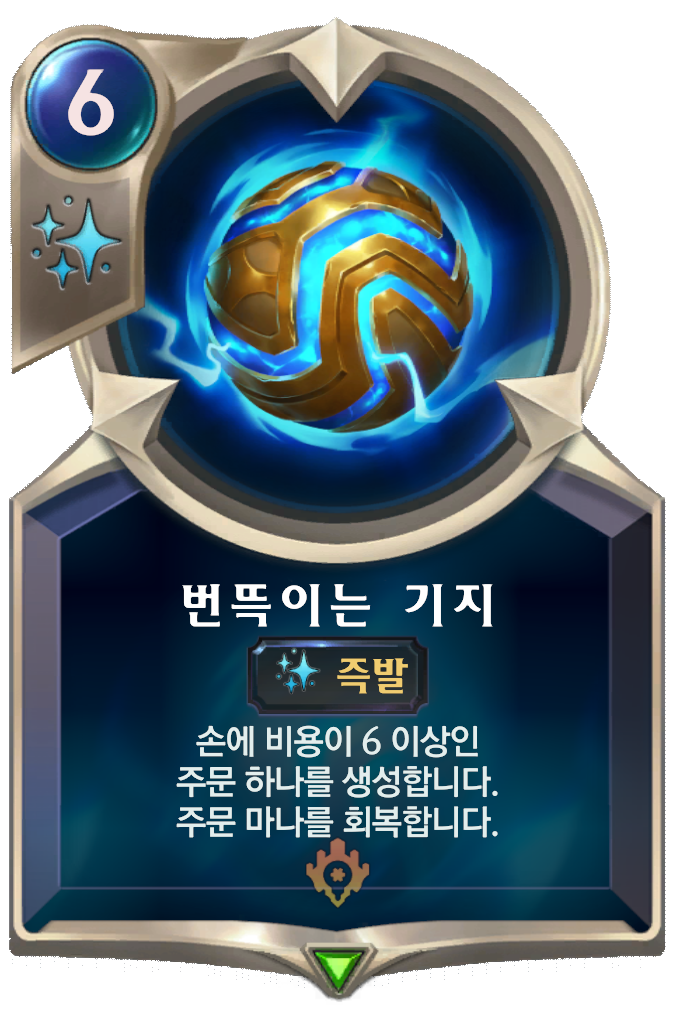 6
번뜩이는 기지
즉발
손에 비용이 6 이상인
주문 하나를 생성합니다.
주문 마나를 회복합니다.